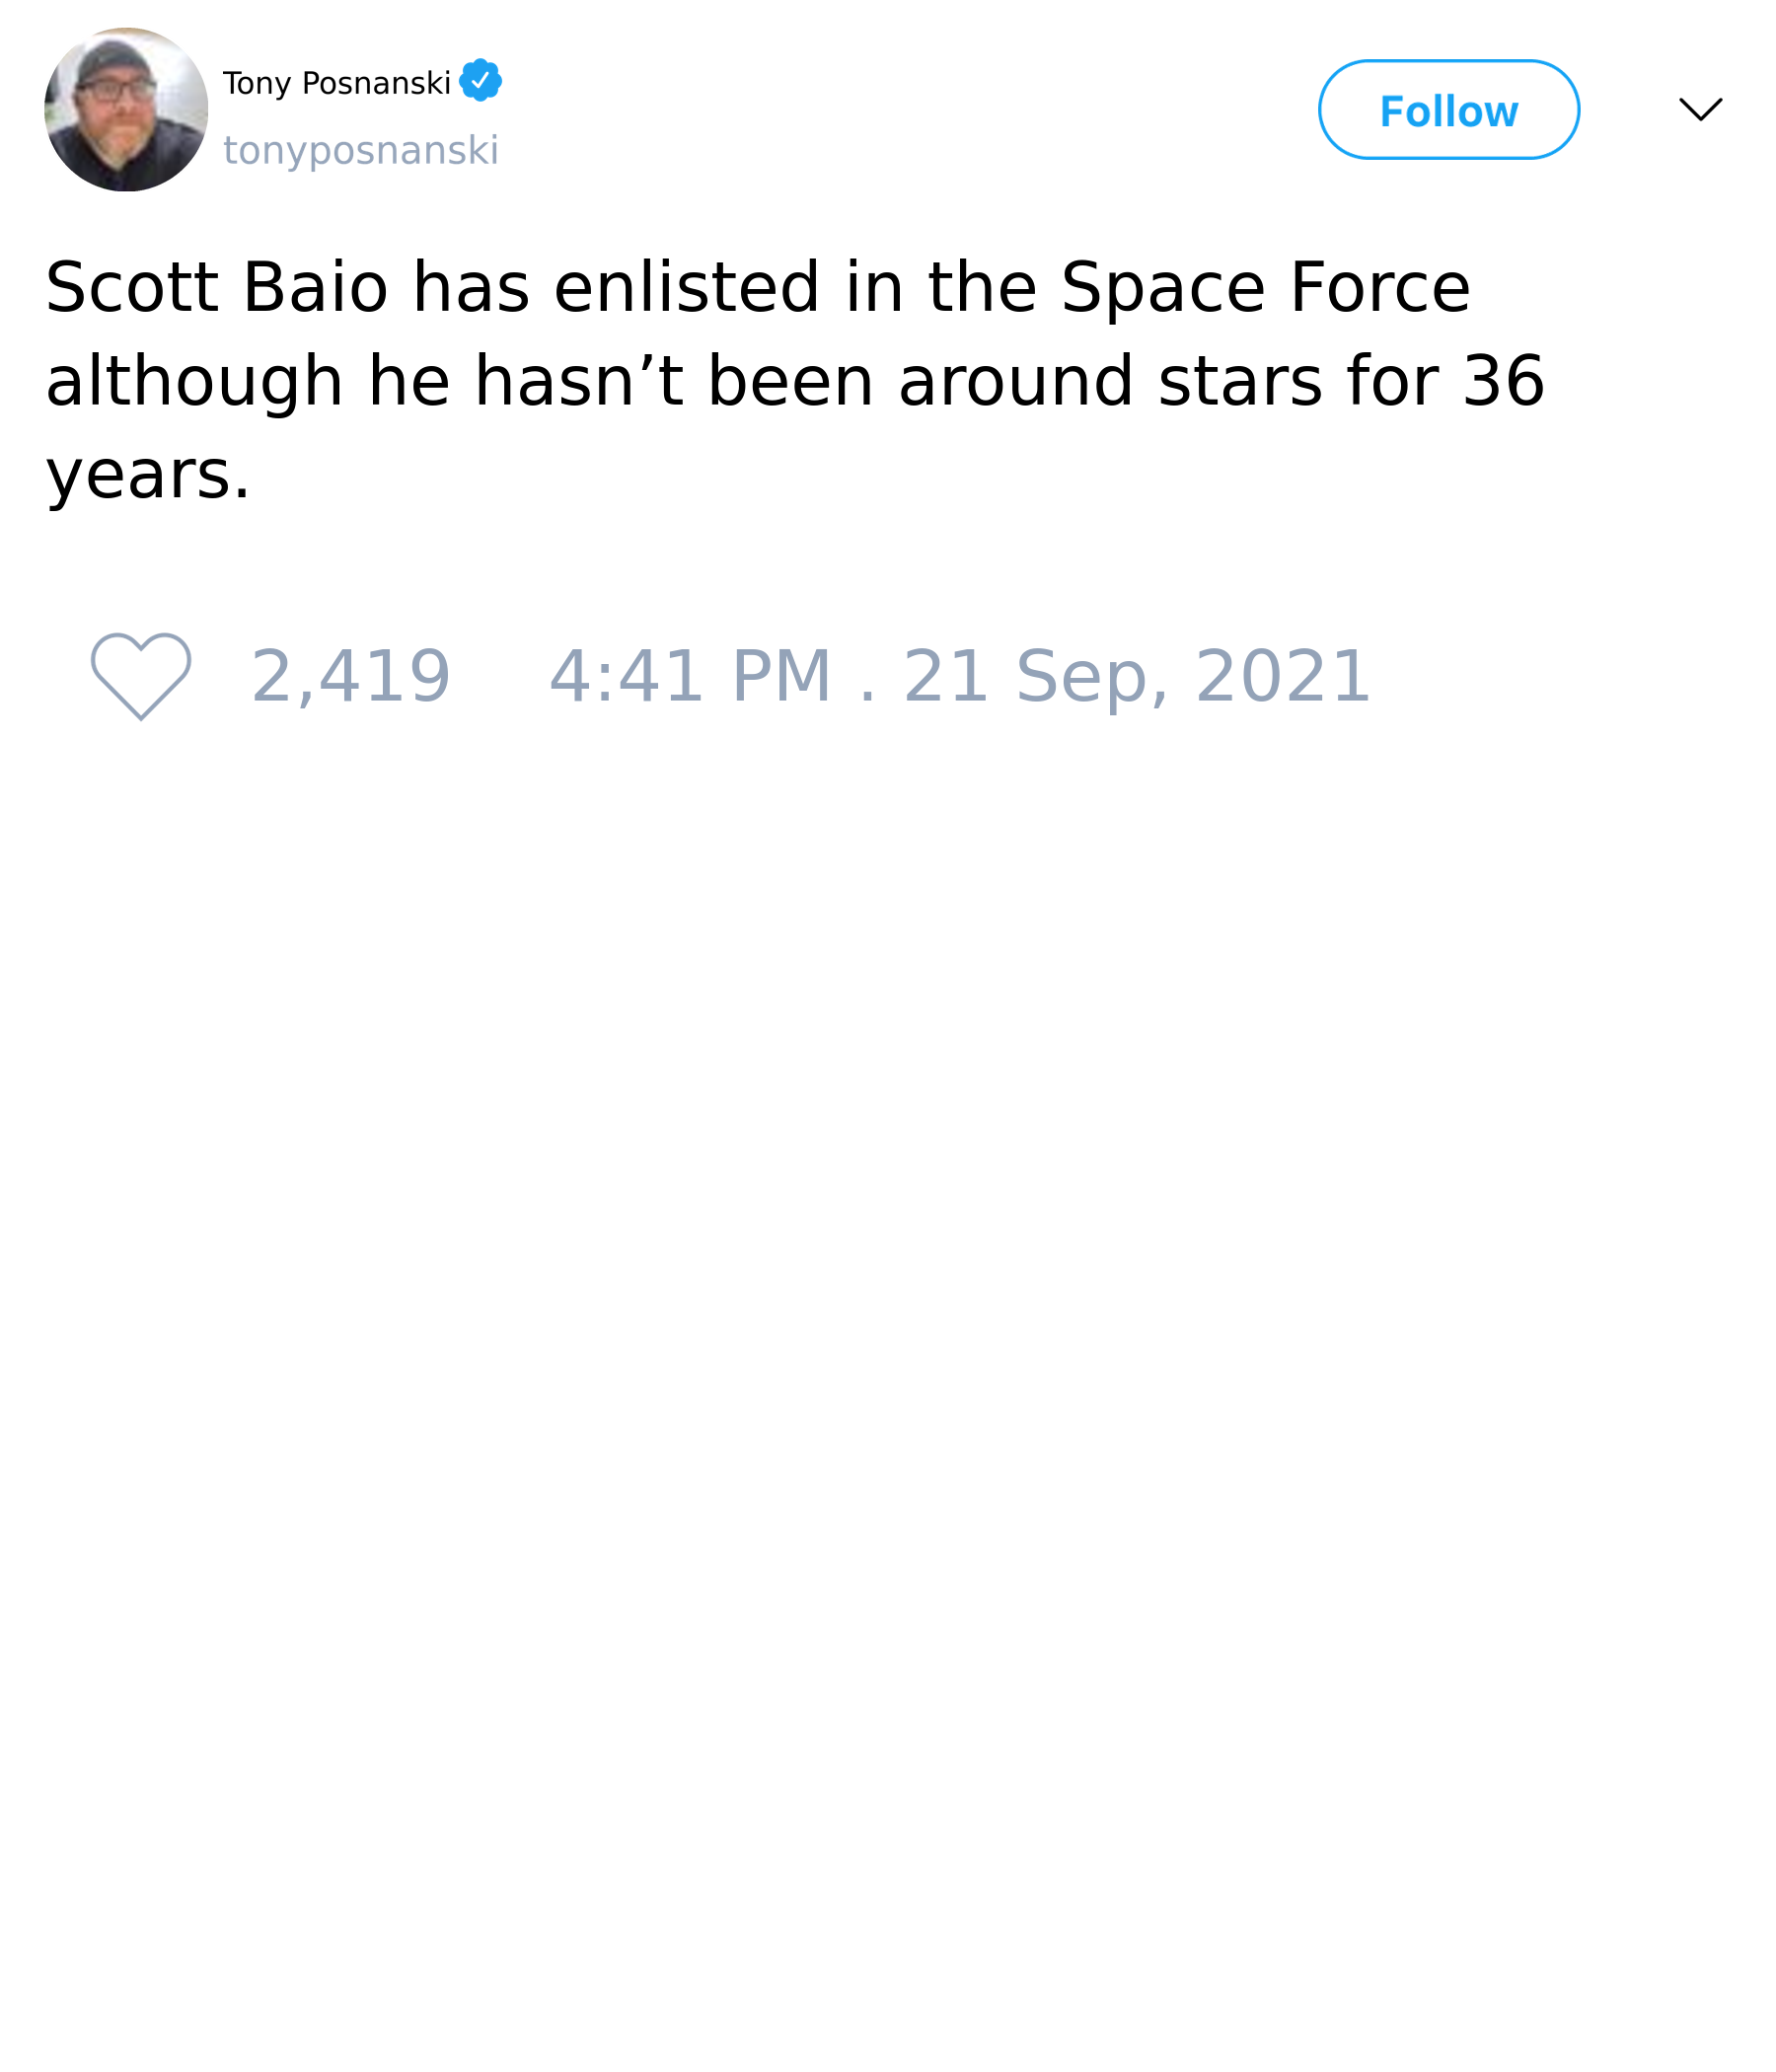 Tony Posnanski
tonyposnanski
Follow
Scott Baio has enlisted in the Space Force
although he hasn’t been around stars for 36
years.
2,419 4:41 PM . 21 Sep, 2021